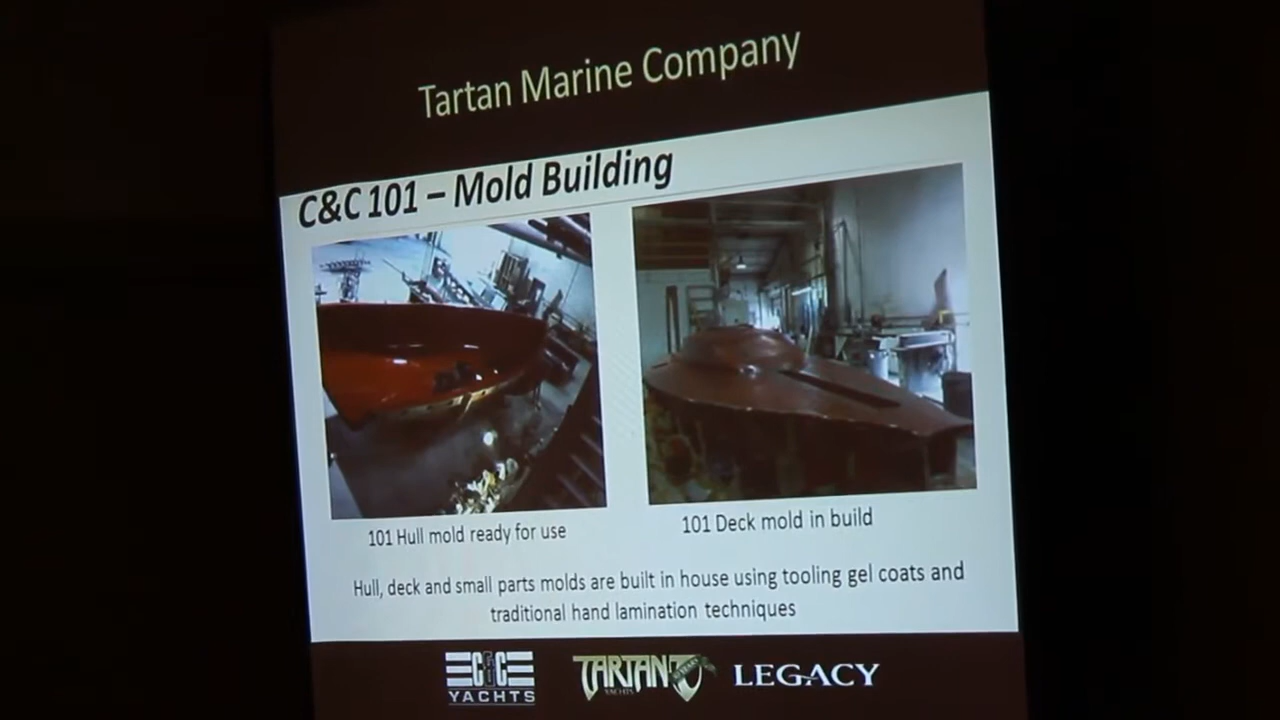 Tartan Marine Company
C&C 101 – Mold Building
101 Hull mold ready for use
101 Deck mold in build
Hull, deck and small parts molds are built in house using tooling gel coats and
traditional hand lamination techniques
C&C
YACHTS
TARTAN
YACHTS
LEGACY